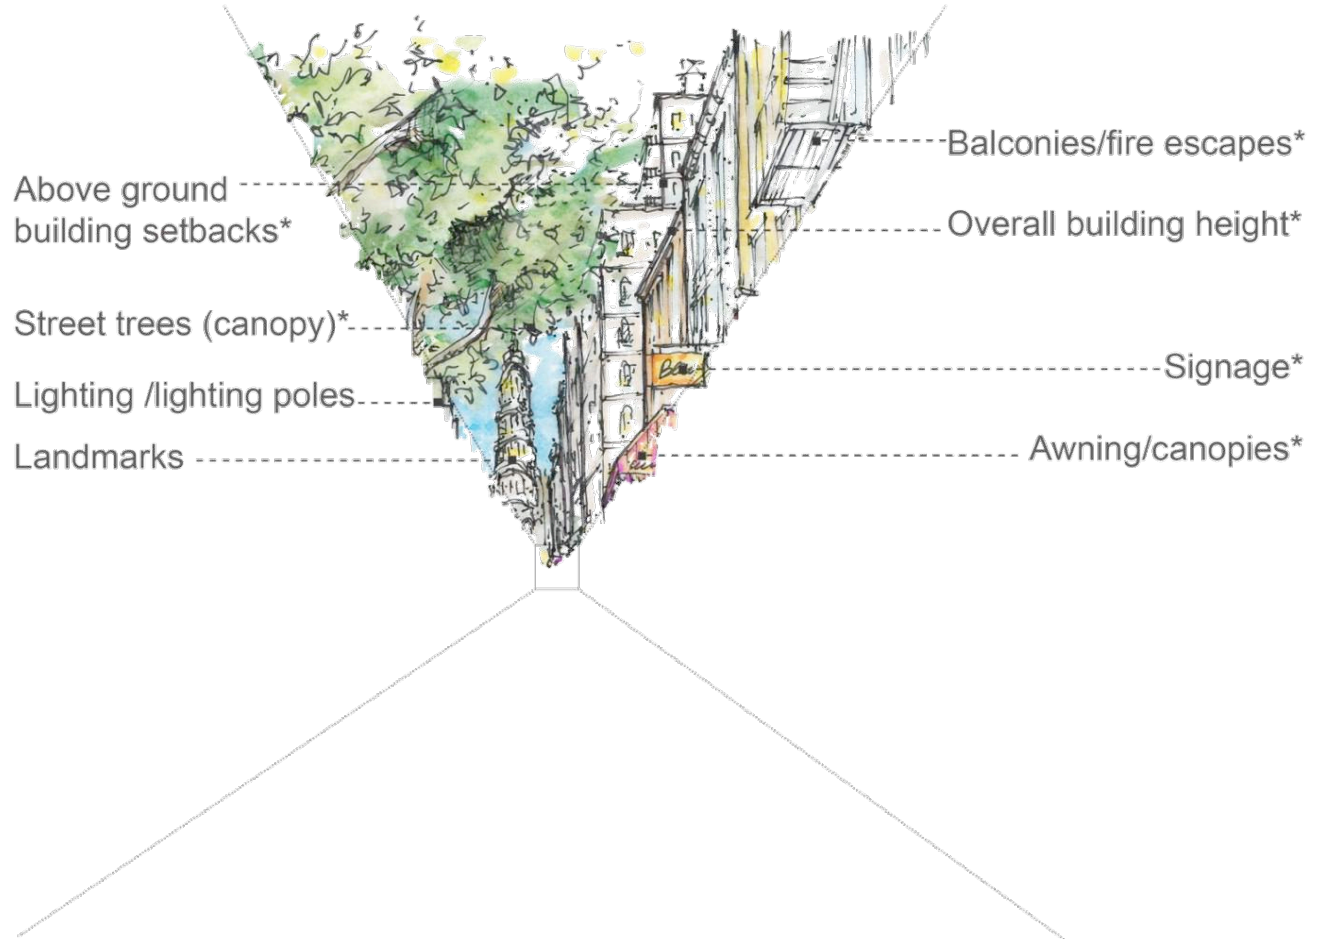 Balconies/fire escapes*
Above ground
building setbacks*
Overall building height*
Street trees (canopy)*
Signage*
Lighting /lighting poles
Landmarks
Awning/canopies*